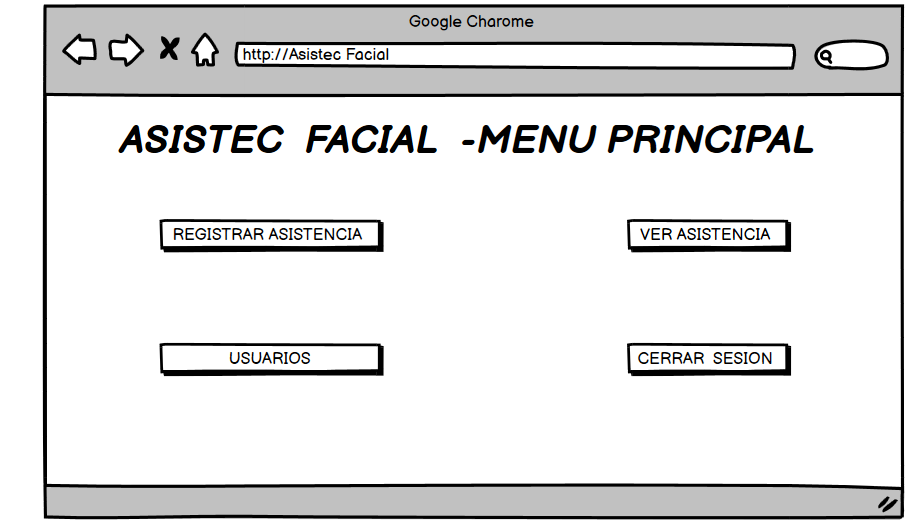 Google Charome
http://Asistec Facial
ASISTEC FACIAL -MENU PRINCIPAL
REGISTRAR ASISTENCIA
VER ASISTENCIA
USUARIOS
CERRAR SESION